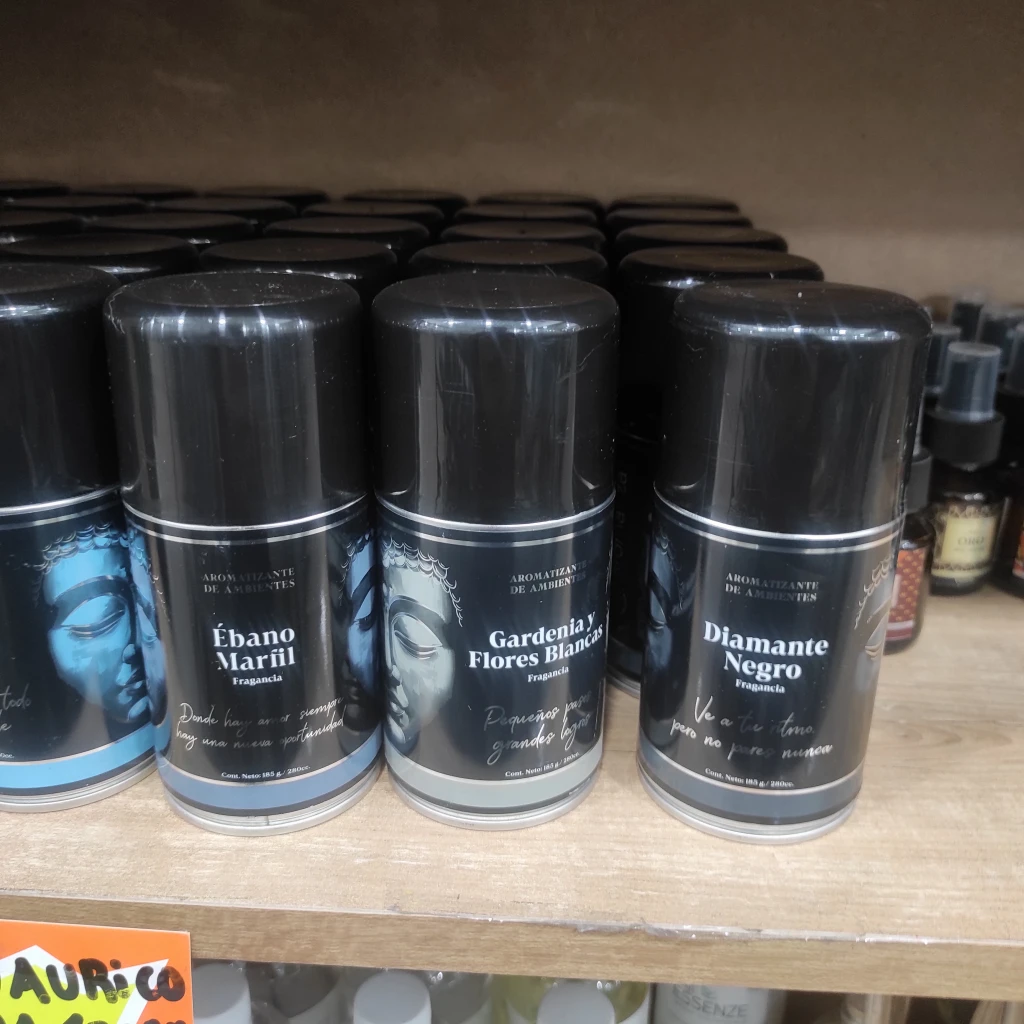 AROMATIZANTE
DE AMBIENTES
Ébano
Marfil
Fragancia
Donde hay amor siempre
hay una nueva oportunidad
Cont. Neto: 185 g / 280cc.
AROMATIZANTE
DE AMBIENTES
Gardenia y
Flores Blancas
Fragancia
Pequeños
grandes
Cont. Neto: 185 g / 280cc.
AROMATIZANTE
DE AMBIENTES
Diamante
Negro
Fragancia
Ve a tu ritmo,
pero no pares nunca
Cont. Neto: 185 g / 280cc.
AURICO
ESSENZE